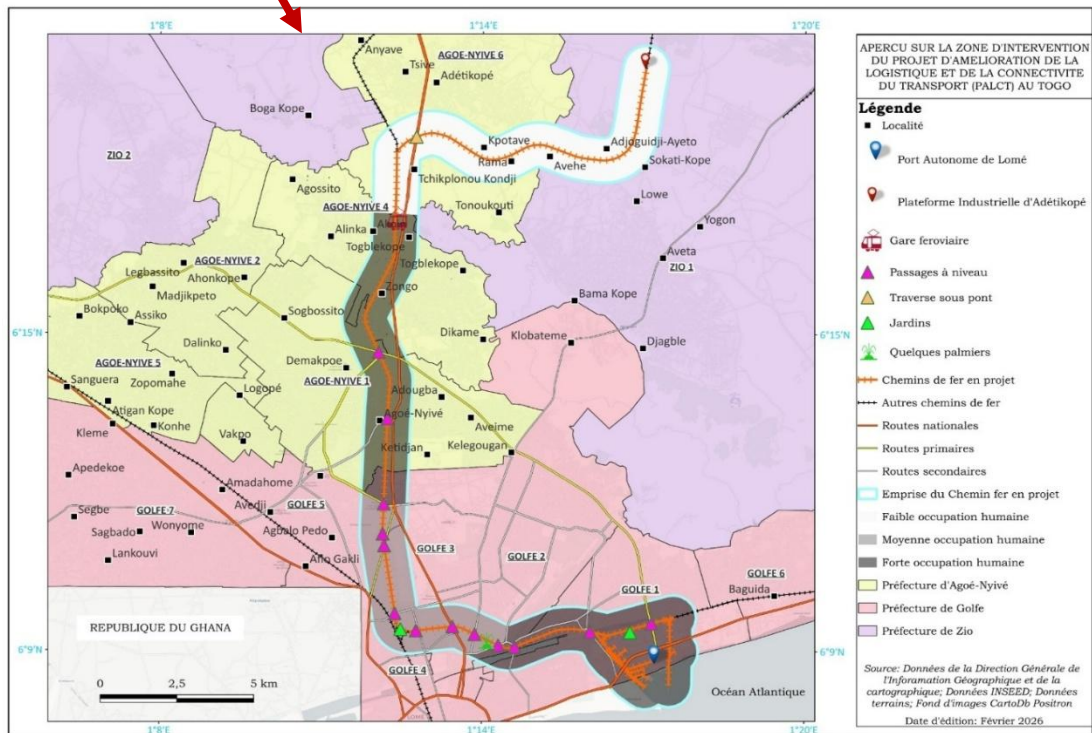 1°8'E
1°14'E
1°20'E
Anyave
AGOE-NYIVE 6
Tsive
Adétikopé
Boga Kope
ZIO 2
Kpotave
Adjoguidji-Ayeto
Rama
Avehe
Sokati-Kope
Tchikplonou Kondji
Agossito
Lowe
AGOE-NYIVE 4
Tonoukouti
Yogon
Alinka
Togblekope
AGOE-NYIVE 2
Aveta
Legbassito
Togblekope
ZIO 1
Ahonkope
Madjikpeto
Zongo
Bama Kope
Bokpoko
Assiko
Sogbossito
6°15'N
6°15'N
Dikame
Klobateme
Djagble
Dalinko
AGOE-NYIVE 5
Demakpoe
Zopomahe
AGOE-NYIVE 1
Sanguera
Logopé
Adougba
Atigan Kope
Agoè-Nyivé
Aveime
Kleme
Konhe
Vakpo
Ketidjan
Kelegougan
Apedekoe
Amadahome
Avedji
GOLFE 5
Segbe
GOLFE 7
Wonyome
Sagbado
Agbalo Pedo
GOLFE 3
GOLFE 2
Lankouvi
Aflo Gakli
GOLFE 1
GOLFE 6
Baguida
REPUBLIQUE DU GHANA
6°9'N
6°9'N
GOLFE 4
0 2,5 5 km
Océan Atlantique
1°8'E
1°14'E
1°20'E
APERCU SUR LA ZONE D'INTERVENTION
DU PROJET D'AMELIORATION DE LA
LOGISTIQUE ET DE LA CONNECTIVITE
DU TRANSPORT (PALCT) AU TOGO
Légende
Localité
Port Autonome de Lomé
Plateforme Industrielle d'Adétikopé
Gare feroviaire
Passages à niveau
Traverse sous pont
Jardins
Quelques palmiers
Chemins de fer en projet
Autres chemins de fer
Routes nationales
Routes primaires
Routes secondaires
Emprise du Chemin fer en projet
Faible occupation humaine
Moyenne occupation humaine
Forte occupation humaine
Préfecture d'Agoé-Nyivé
Préfecture de Golfe
Préfecture de Zio
Source: Données de la Direction Générale de
l'Inforamation Géographique et de la
cartographique; Données INSEED; Données
terrains; Fond d'images CartoDb Positron
Date d'édition: Février 2026